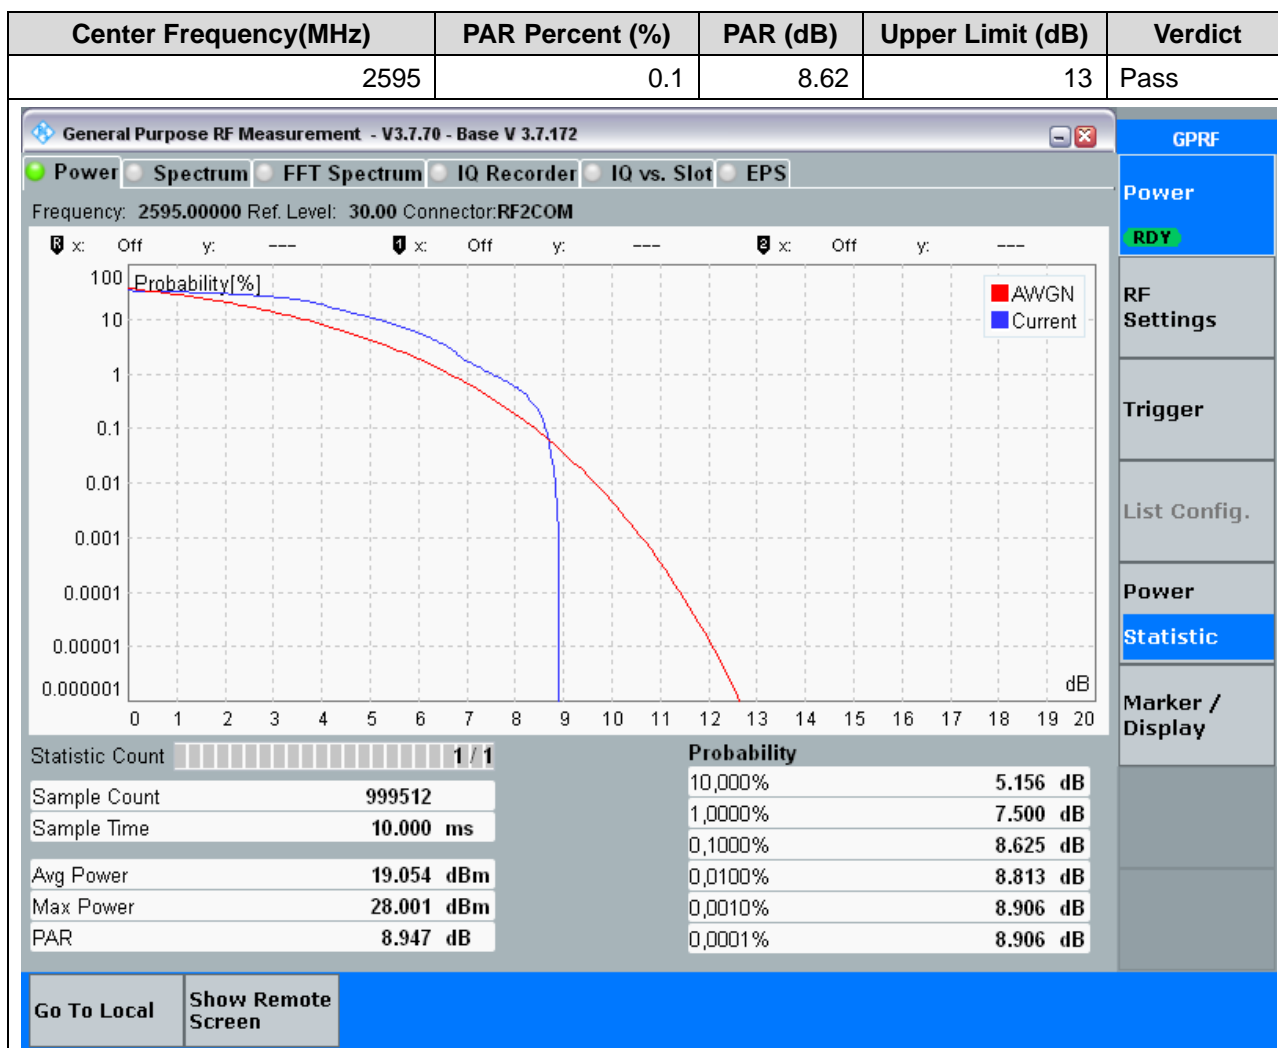 Center Frequency(MHz) PAR Percent (%) PAR (dB) Upper Limit (dB) Verdict
2595 0.1 8.62 13 Pass
General Purpose RF Measurement - V3.7.70 - Base V 3.7.172
GPRF
Power Spectrum FFT Spectrum IQ Recorder IQ vs. Slot EPS
Frequency: 2595.00000 Ref. Level: 30.00 Connector:RF2COM
R x: Off y: --- 1 x: Off y: --- 2 x: Off y: ---
Probability[%]
AWGN
Current
100
10
1
0.1
0.01
0.001
0.0001
0.00001
0.000001
dB
0 1 2 3 4 5 6 7 8 9 10 11 12 13 14 15 16 17 18 19 20
Statistic Count 1 / 1
Sample Count 999512
Sample Time 10.000 ms
Avg Power 19.054 dBm
Max Power 28.001 dBm
PAR 8.947 dB
Probability
10,000% 5.156 dB
1,0000% 7.500 dB
0,1000% 8.625 dB
0,0100% 8.813 dB
0,0010% 8.906 dB
0,0001% 8.906 dB
Power
RDY
RF
Settings
Trigger
List Config.
Power
Statistic
Marker /
Display
Go To Local
Show Remote
Screen